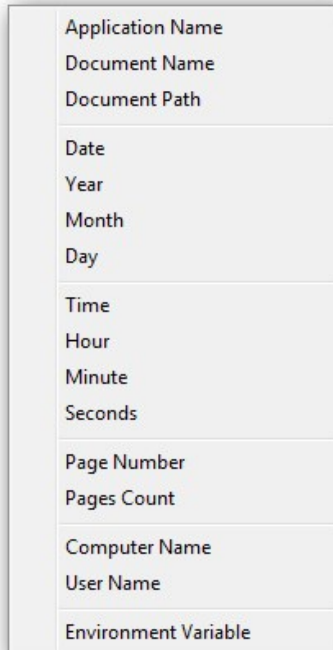 Application Name
Document Name
Document Path
Date
Year
Month
Day
Time
Hour
Minute
Seconds
Page Number
Pages Count
Computer Name
User Name
Environment Variable